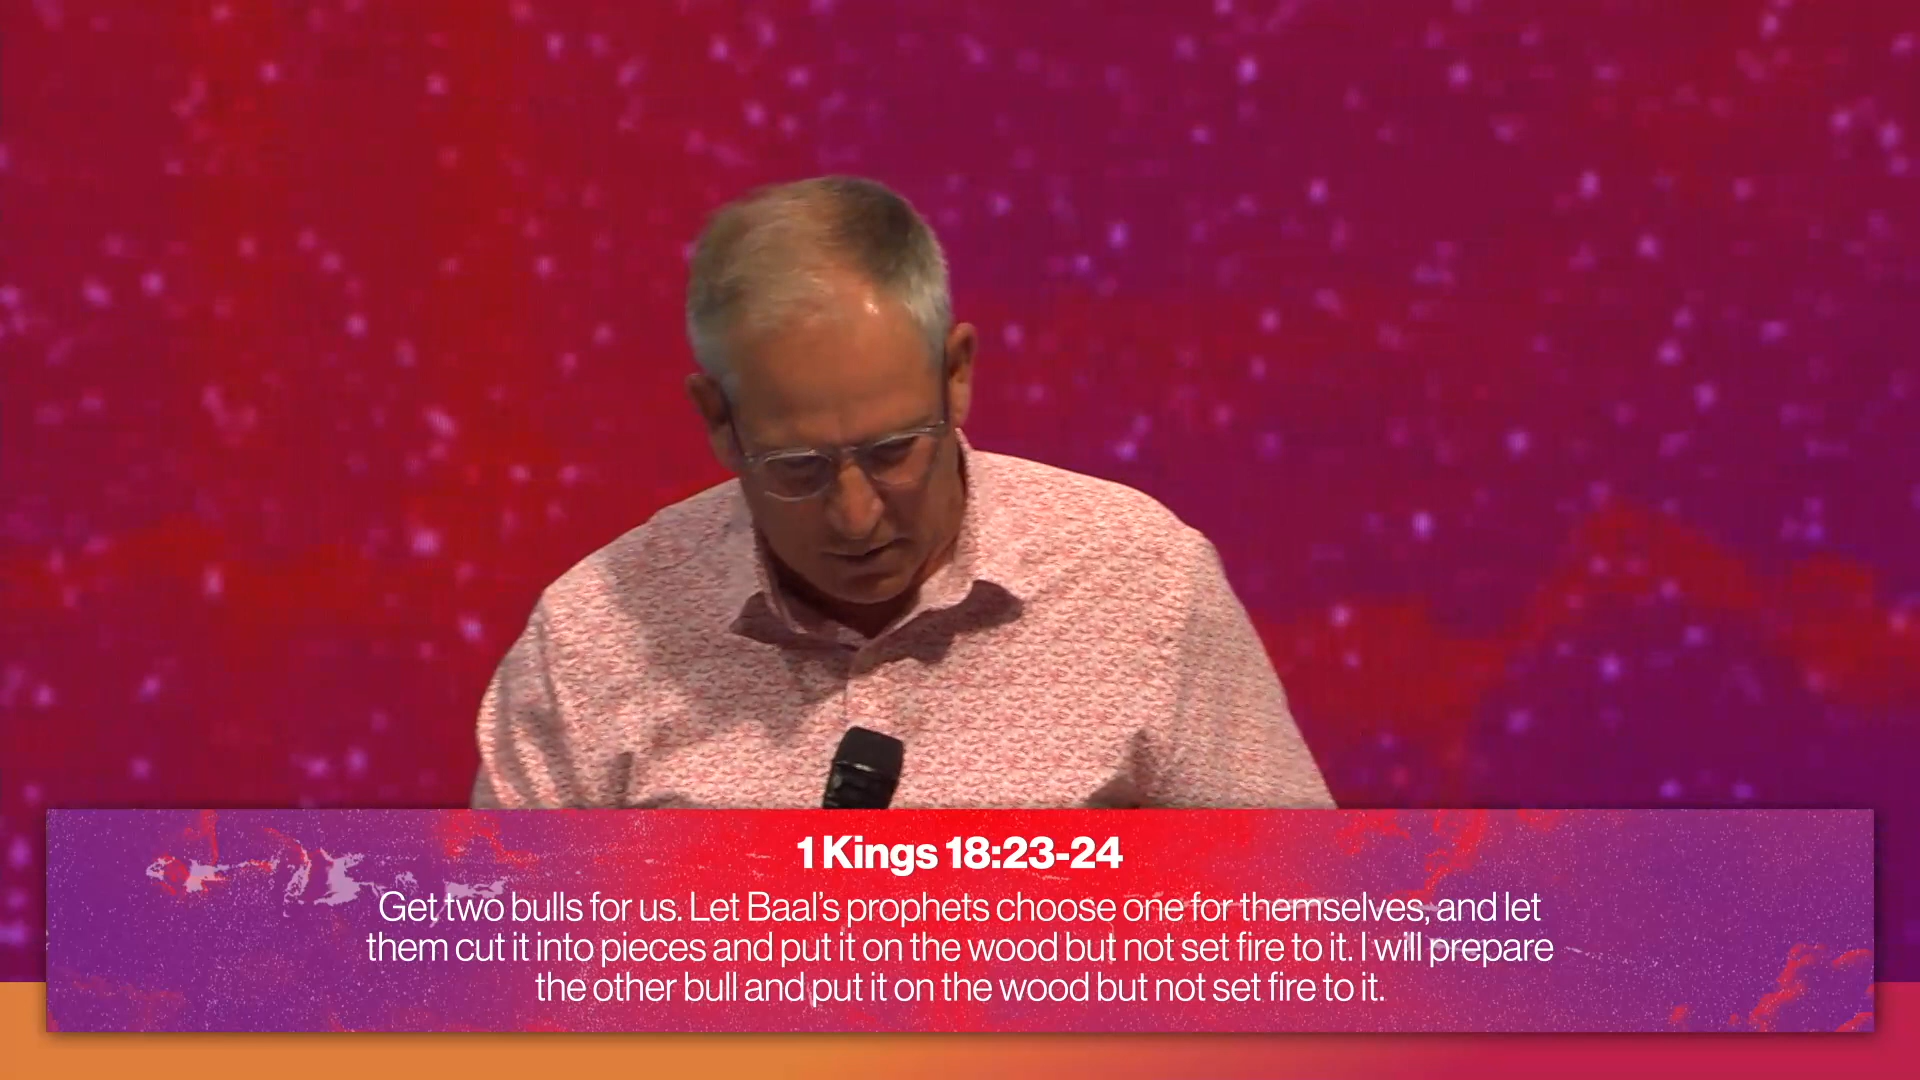 1 Kings 18:23-24
Get two bulls for us. Let Baal’s prophets choose one for themselves, and let
them cut it into pieces and put it on the wood but not set fire to it. I will prepare
the other bull and put it on the wood but not set fire to it.